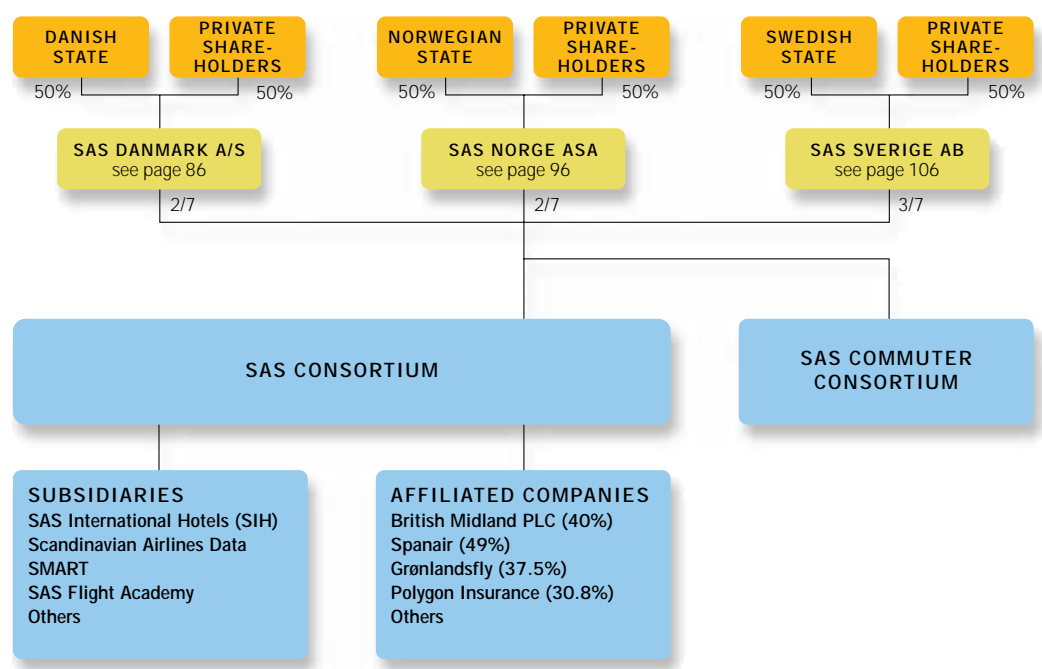 DANISH
STATE
PRIVATE
SHARE-
HOLDERS
NORWEGIAN
STATE
PRIVATE
SHARE-
HOLDERS
SWEDISH
STATE
PRIVATE
SHARE-
HOLDERS
50%
50%
50%
50%
50%
50%
SAS DANMARK A/S
see page 86
SAS NORGE ASA
see page 96
SAS SVERIGE AB
see page 106
2/7
2/7
3/7
SAS CONSORTIUM
SAS COMMUTER
CONSORTIUM
SUBSIDIARIES
SAS International Hotels (SIH)
Scandinavian Airlines Data
SMART
SAS Flight Academy
Others
AFFILIATED COMPANIES
British Midland PLC (40%)
Spanair (49%)
Grønlandsfly (37.5%)
Polygon Insurance (30.8%)
Others